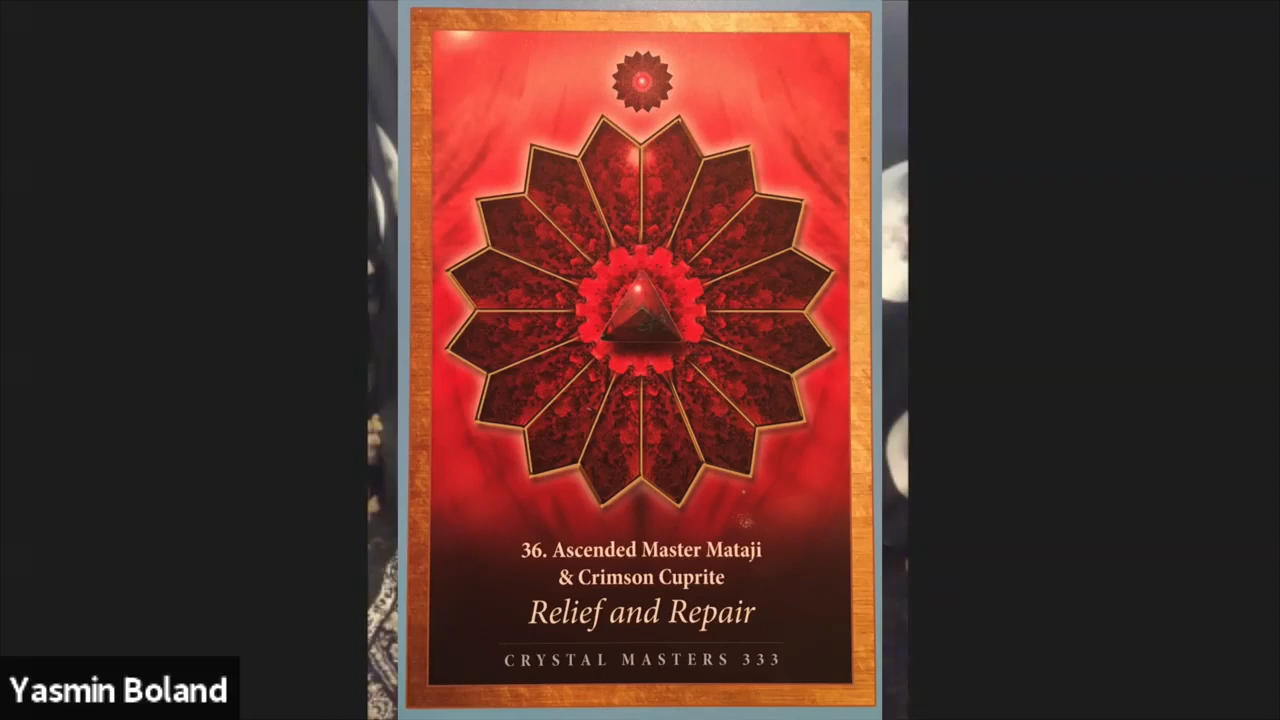 36. Ascended Master Mataji
& Crimson Cuprite
Relief and Repair
CRYSTAL MASTERS 333
Yasmin Boland